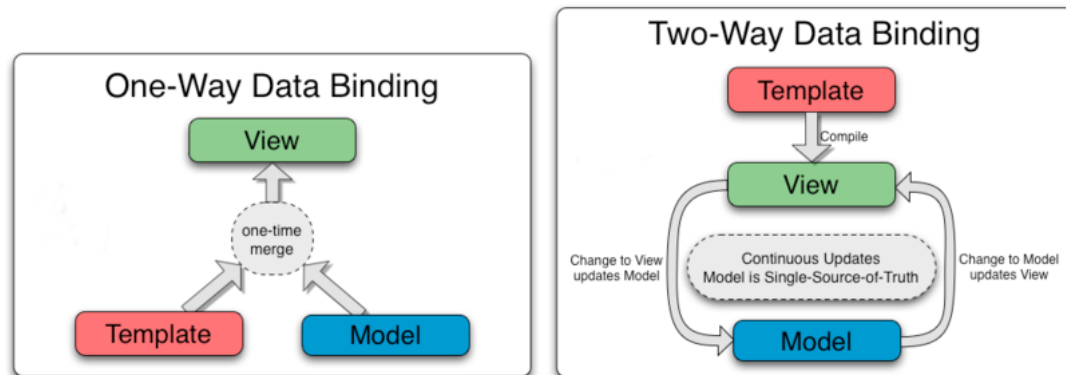 One-Way Data Binding
View
one-time
merge
Template
Model
Two-Way Data Binding
Template
Compile
View
Change to View
updates Model
Continuous Updates
Model is Single-Source-of-Truth
Change to Model
updates View
Model